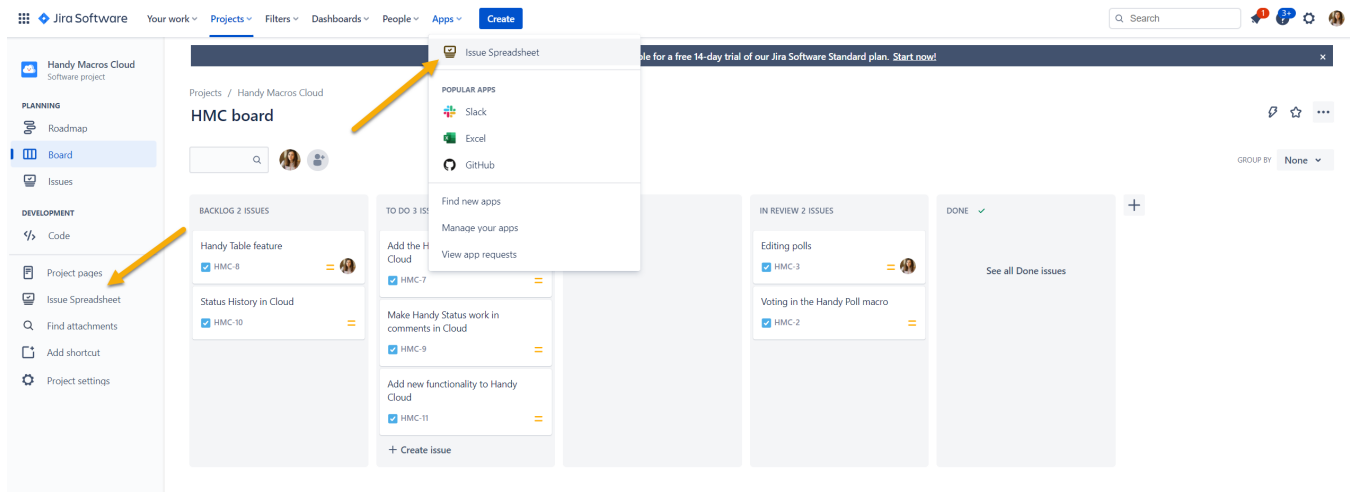 Jira Software
Your work
Projects
Filters
Dashboards
People
Apps
Create
Search
1
3+
Handy Macros Cloud
Software project
PLANNING
Roadmap
Board
Issues
DEVELOPMENT
Code
Project pages
Issue Spreadsheet
Find attachments
Add shortcut
Project settings
for a free 14-day trial of our Jira Software Standard plan. Start now!
Issue Spreadsheet
POPULAR APPS
Slack
Excel
GitHub
Find new apps
Manage your apps
View app requests
Projects / Handy Macros Cloud
HMC board
GROUP BY
None
BACKLOG 2 ISSUES
Handy Table feature
HMC-8
Status History in Cloud
HMC-10
TO DO 3
Add the
Cloud
HMC-7
Make Handy Status work in
comments in Cloud
HMC-9
Add new functionality to Handy
Cloud
HMC-11
+ Create issue
IN REVIEW 2 ISSUES
Editing polls
HMC-3
Voting in the Handy Poll macro
HMC-2
DONE
See all Done issues